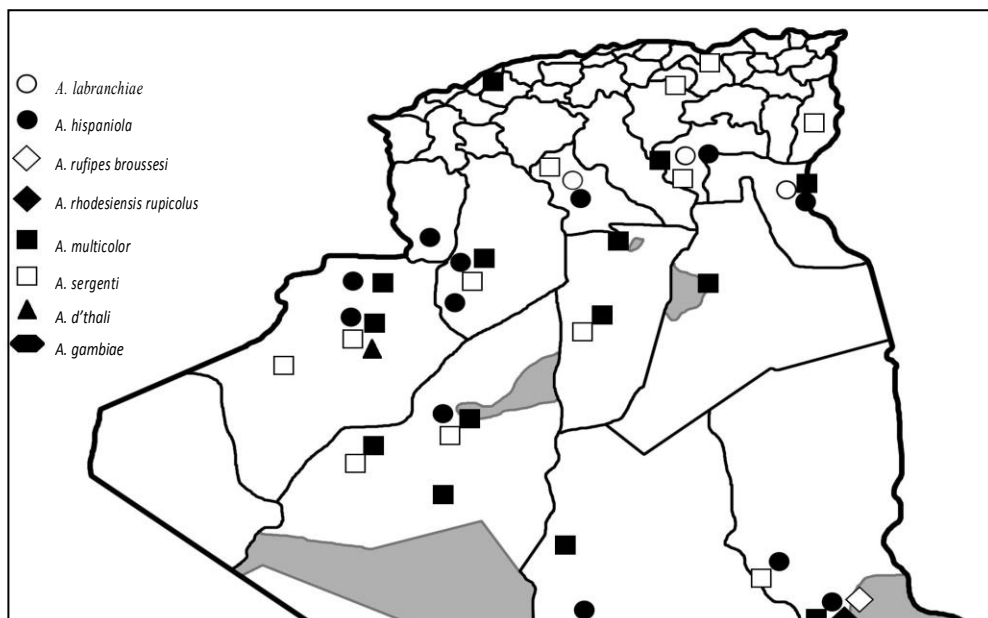 A. labranchiae
A. hispaniola
A. rufipes broussesi
A. rhodesiensis rupicolus
A. multicolor
A. sergenti
A. d'thali
A. gambiae